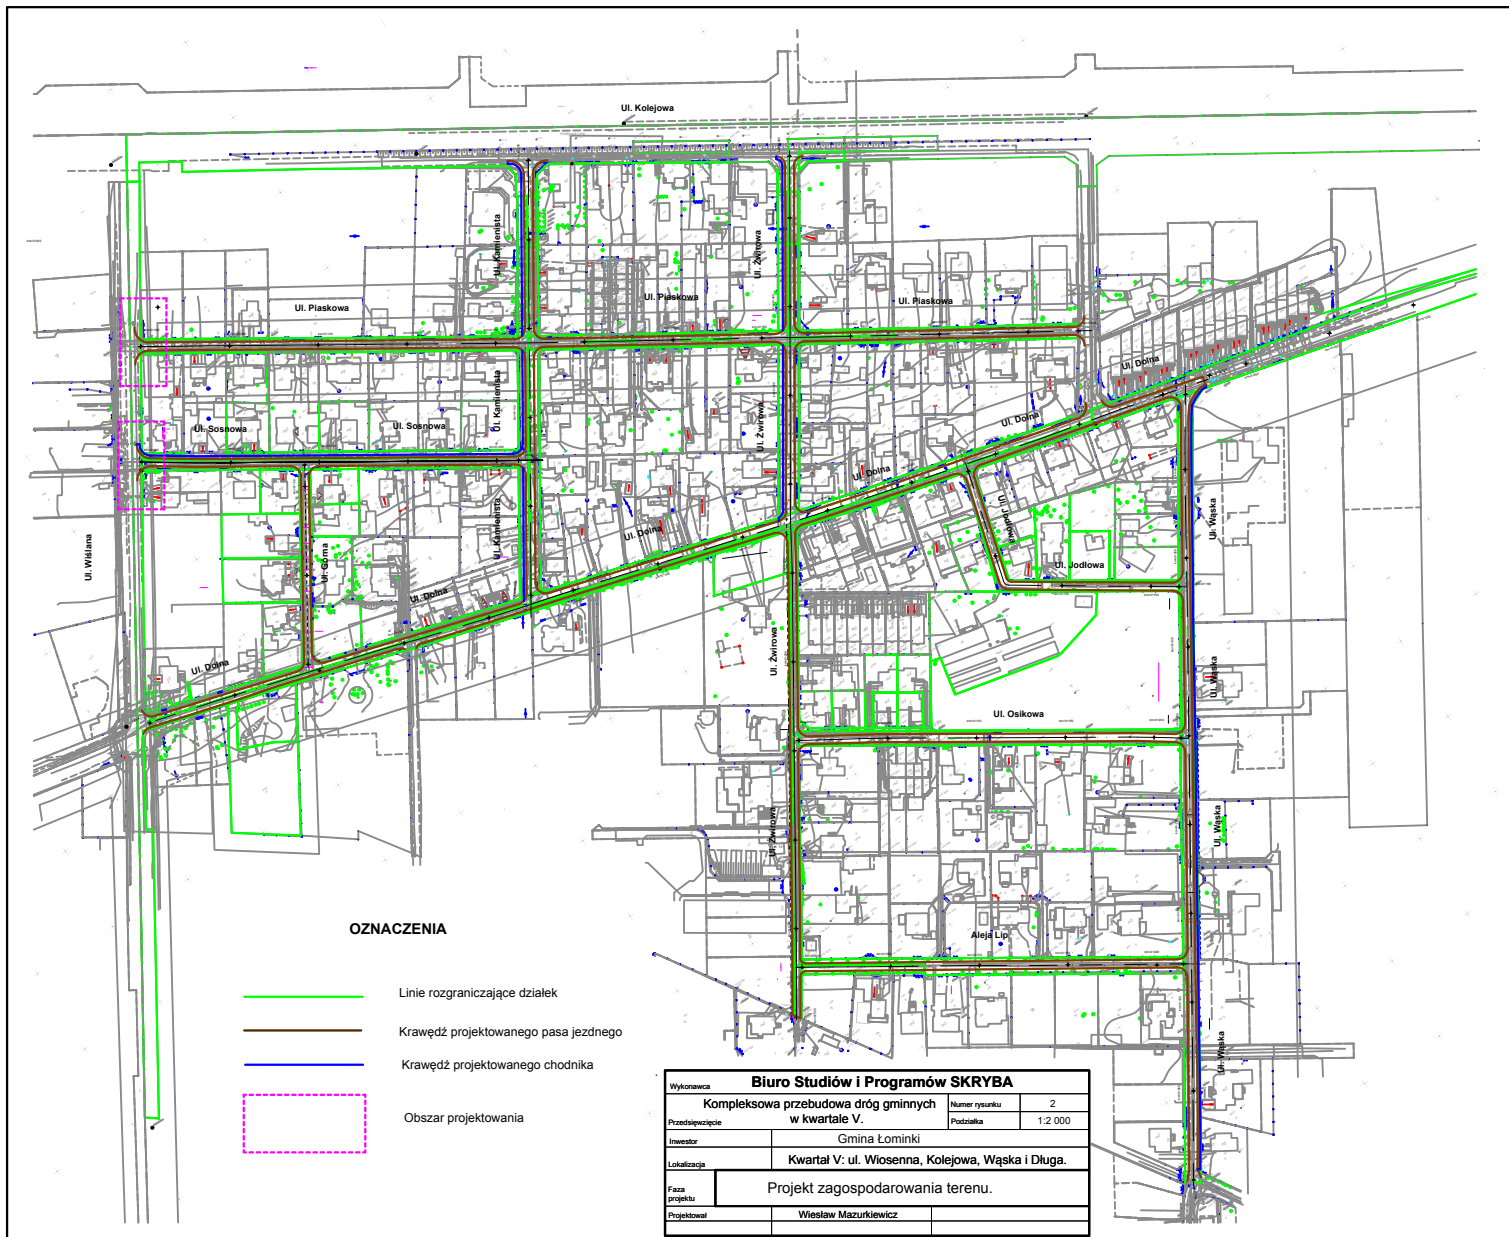 Ul. Kolejowa
Ul. Kamienista
Ul. Żwirowa
Ul. Piaskowa
Ul. Piaskowa
Ul. Piaskowa
Ul. Dolna
Ul. Kamienista
Ul. Żwirowa
Ul. Sosnowa
Ul. Sosnowa
Ul. Dolna
Ul. Dolna
Ul. Wiślana
Ul. Górna
Ul. Kamienista
Ul. Dolna
Ul. Jodłowa
Ul. Wąska
Ul. Jodłowa
Ul. Dolna
Ul. Dolna
Ul. Żwirowa
Ul. Wąska
Ul. Osikowa
Ul. Żwirowa
Ul. Wąska
Aleja Lip
Ul. Wąska
OZNACZENIA
Linie rozgraniczające działek
Krawędź projektowanego pasa jezdnego
Krawędź projektowanego chodnika
Obszar projektowania
Wykonawca Biuro Studiów i Programów SKRYBA
Przedsięwzięcie Kompleksowa przebudowa dróg gminnych
w kwartale V.
Numer rysunku 2
Podziałka 1:2 000
Inwestor Gmina Łominki
Lokalizacja Kwartał V: ul. Wiosenna, Kolejowa, Wąska i Długa.
Faza
projektu Projekt zagospodarowania terenu.
Projektował Wiesław Mazurkiewicz